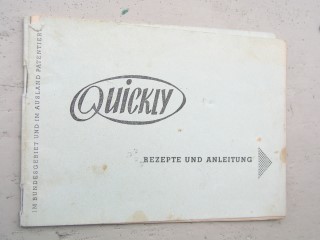 IM BUNDESGEBIET UND IM AUSLAND PATENTIERT
Quickly
REZEPTE UND ANLEITUNG